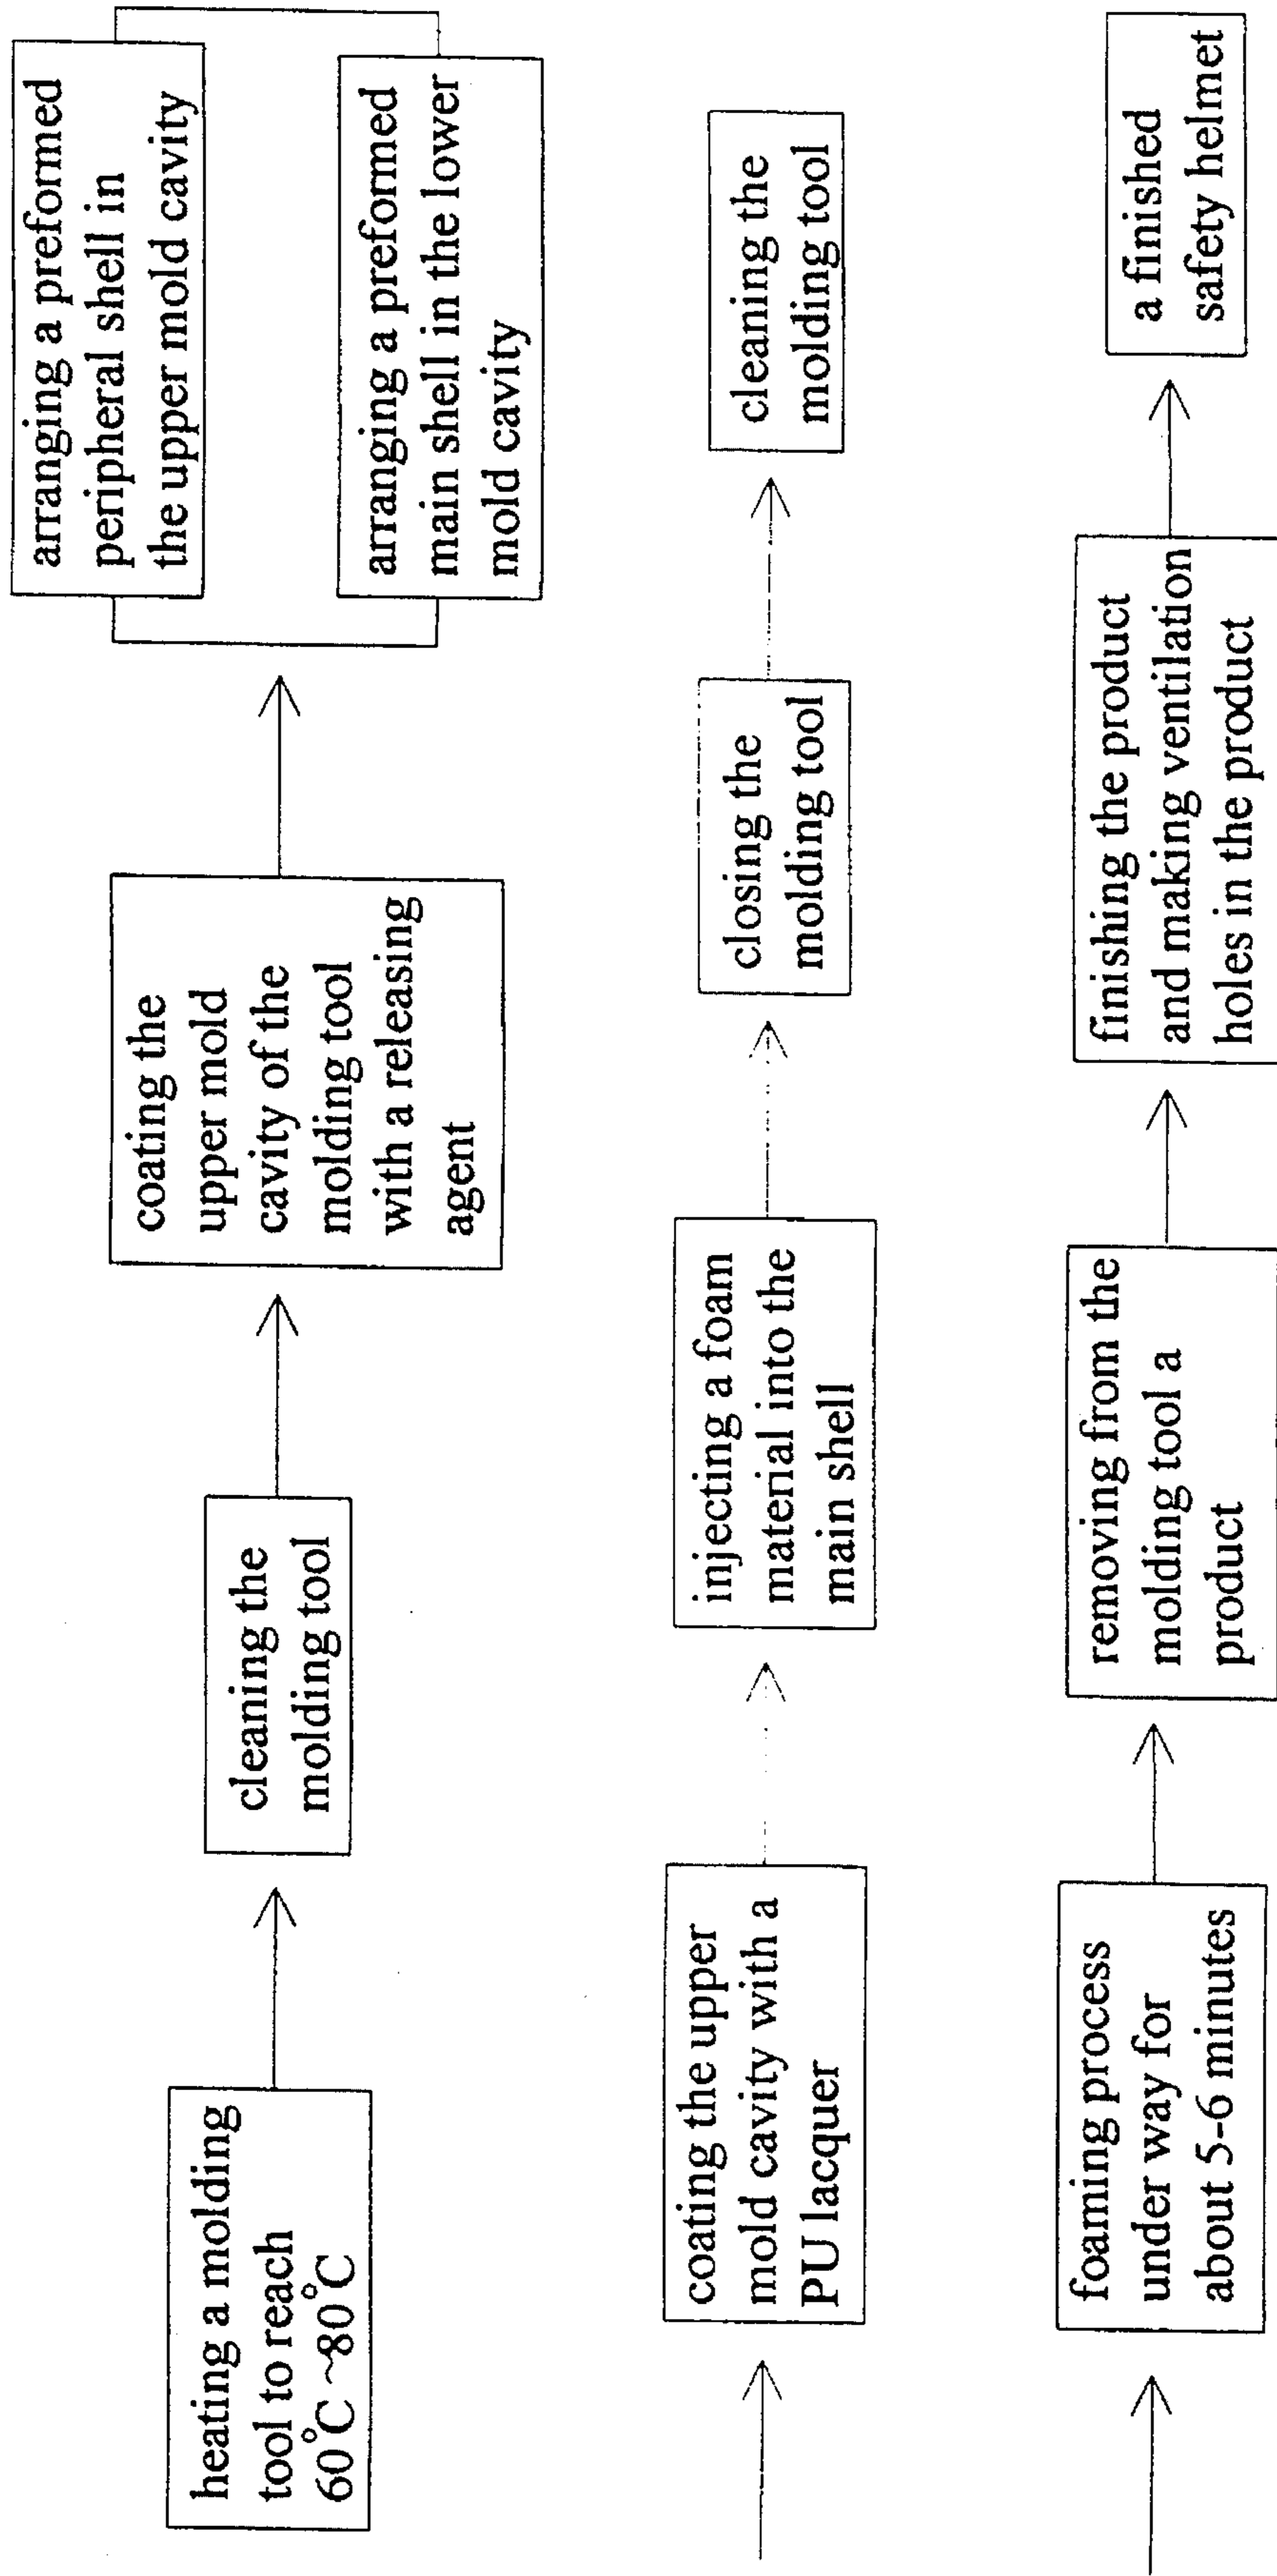 heating a molding
tool to reach
60°C ~80°C
cleaning the
molding tool
coating the
upper mold
cavity of the
molding tool
with a releasing
agent
arranging a preformed
peripheral shell in
the upper mold cavity
arranging a preformed
main shell in the lower
mold cavity
coating the upper
mold cavity with a
PU lacquer
injecting a foam
material into the
main shell
closing the
molding tool
cleaning the
molding tool
foaming process
under way for
about 5-6 minutes
removing from the
molding tool a
product
finishing the product
and making ventilation
holes in the product
a finished
safety helmet